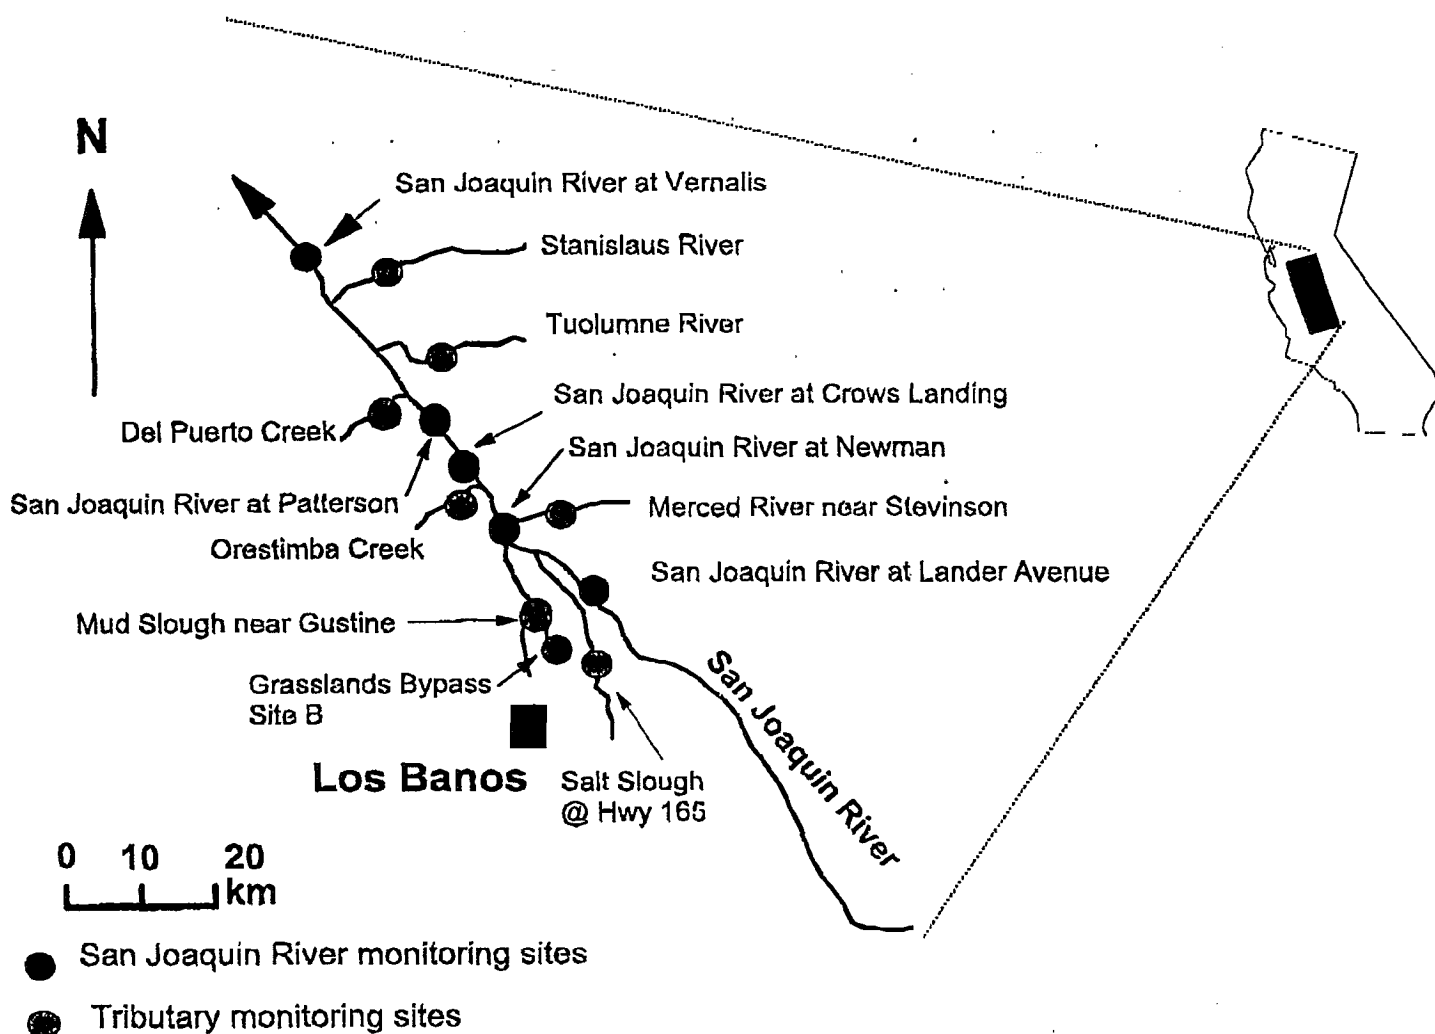 N
San Joaquin River at Vernalis
Stanislaus River
Tuolumne River
San Joaquin River at Crows Landing
Del Puerto Creek
San Joaquin River at Newman
San Joaquin River at Patterson
Merced River near Stevinson
Orestimba Creek
San Joaquin River at Lander Avenue
Mud Slough near Gustine
Grasslands Bypass
Site B
San Joaquin River
Los Banos
Salt Slough
@ Hwy 165
0 10 20
km
San Joaquin River monitoring sites
Tributary monitoring sites